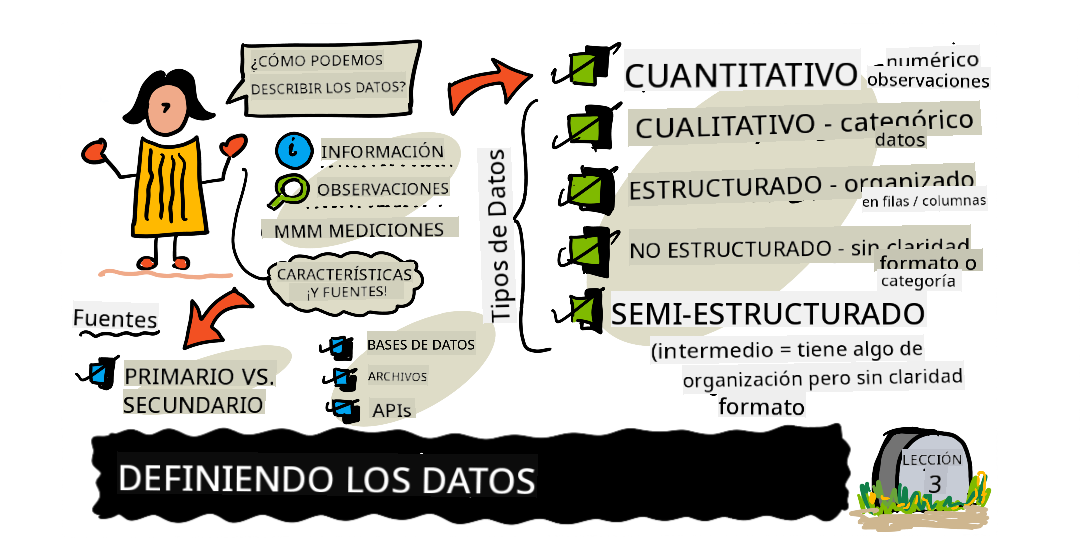 ¿CÓMO PODEMOS
DESCRIBIR LOS DATOS?
INFORMACIÓN
OBSERVACIONES
MMM MEDICIONES
CARACTERÍSTICAS
¡Y FUENTES!
Fuentes
PRIMARIO VS.
SECUNDARIO
BASES DE DATOS
ARCHIVOS
APIs
Tipos de Datos
CUANTITATIVO
numérico
observaciones
CUALITATIVO - categórico
datos
ESTRUCTURADO - organizado
en filas / columnas
NO ESTRUCTURADO - sin claridad
formato o
categoría
SEMI-ESTRUCTURADO
(intermedio = tiene algo de
organización pero sin claridad
formato
DEFINIENDO LOS DATOS
LECCIÓN
3